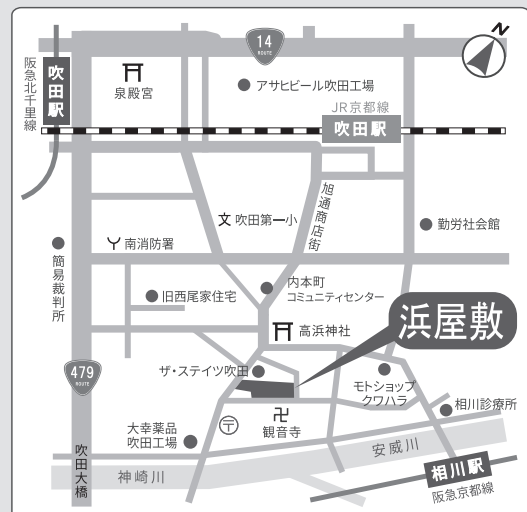 N
14
ROUTE
阪急北千里線
吹田駅
泉殿宮
アサヒビール吹田工場
JR京都線
吹田駅
旭通商店街
文 吹田第一小
勤労社会館
南消防署
簡易裁判所
旧西尾家住宅
内本町
コミュニティセンター
浜屋敷
高浜神社
479
ROUTE
ザ・ステイツ吹田
モトショップ
クワハラ
相川診療所
大幸薬品
吹田工場
〒
卍
観音寺
安威川
吹田大橋
神崎川
相川駅
阪急京都線